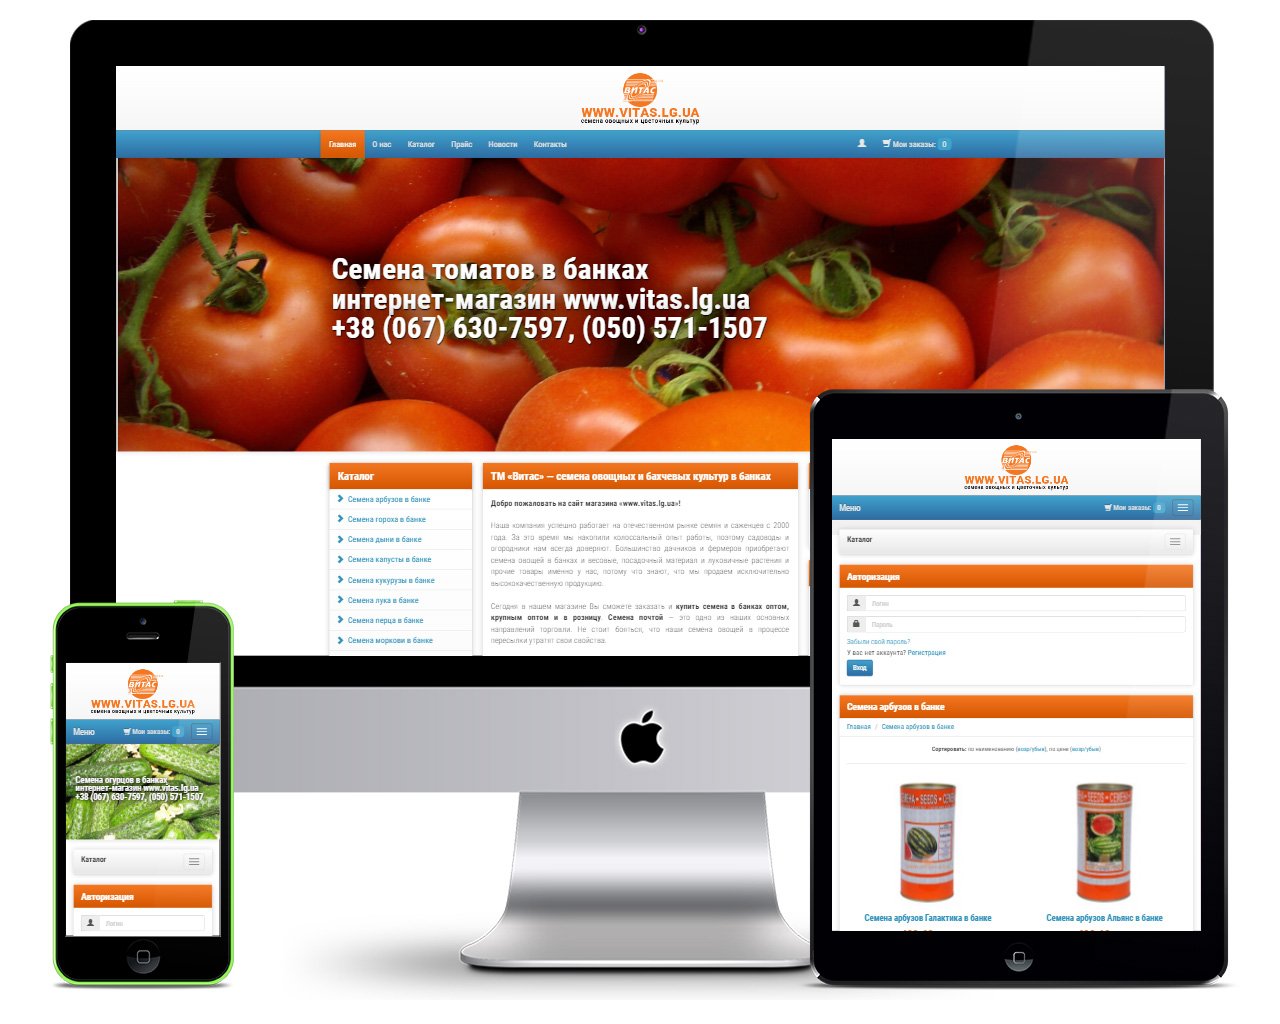 ВИТАС
WWW.VITAS.LG.UA
семена овощных и цветочных культур
Главная
О нас
Каталог
Прайс
Новости
Контакты
Мои заказы: 0
Семена томатов в банках
интернет-магазин www.vitas.lg.ua
+38 (067) 630-7597, (050) 571-1507
Каталог
Семена арбузов в банке
Семена гороха в банке
Семена дыни в банке
Семена капусты в банке
Семена кукурузы в банке
Семена лука в банке
Семена перца в банке
Семена моркови в банке
ТМ «Витас» — семена овощных и бахчевых культур в банках
Добро пожаловать на сайт магазина «www.vitas.lg.ua»!
Наша компания успешно работает на отечественном рынке семян и саженцев с 2000
года. За это время мы накопили колоссальный опыт работы, поэтому садоводы и
огородники нам всегда доверяют. Большинство дачников и фермеров приобретают
семена овощей в банках и весовые, посадочный материал и луковичные растения и
прочие товары именно у нас, потому что знают, что мы продаем исключительно
высококачественную продукцию.
Сегодня в нашем магазине Вы сможете заказать и купить семена в банках оптом,
крупным оптом и в розницу. Семена почтой — это одно из наших основных
направлений торговли. Не стоит бояться, что наши семена овощей в процессе
пересылки утратят свои свойства.
ВИТАС
WWW.VITAS.LG.UA
семена овощных и цветочных культур
Меню
Мои заказы: 0
Семена огурцов в банках
интернет-магазин www.vitas.lg.ua
+38 (067) 630-7597, (050) 571-1507
Каталог
Авторизация
Логин
ВИТАС
WWW.VITAS.LG.UA
семена овощных и цветочных культур
Меню
Мои заказы: 0
Каталог
Авторизация
Логин
Пароль
Забыли свой пароль?
У вас нет аккаунта? Регистрация
Вход
Семена арбузов в банке
Главная / Семена арбузов в банке
Сортировать: по наименованию (возр/убыв), по цене (возр/убыв)
СЕМЕНА • SEEDS • СЕМЕ
SEEDS • СЕМЕНА
Семена арбузов Галактика в банке
Семена арбузов Альянс в банке